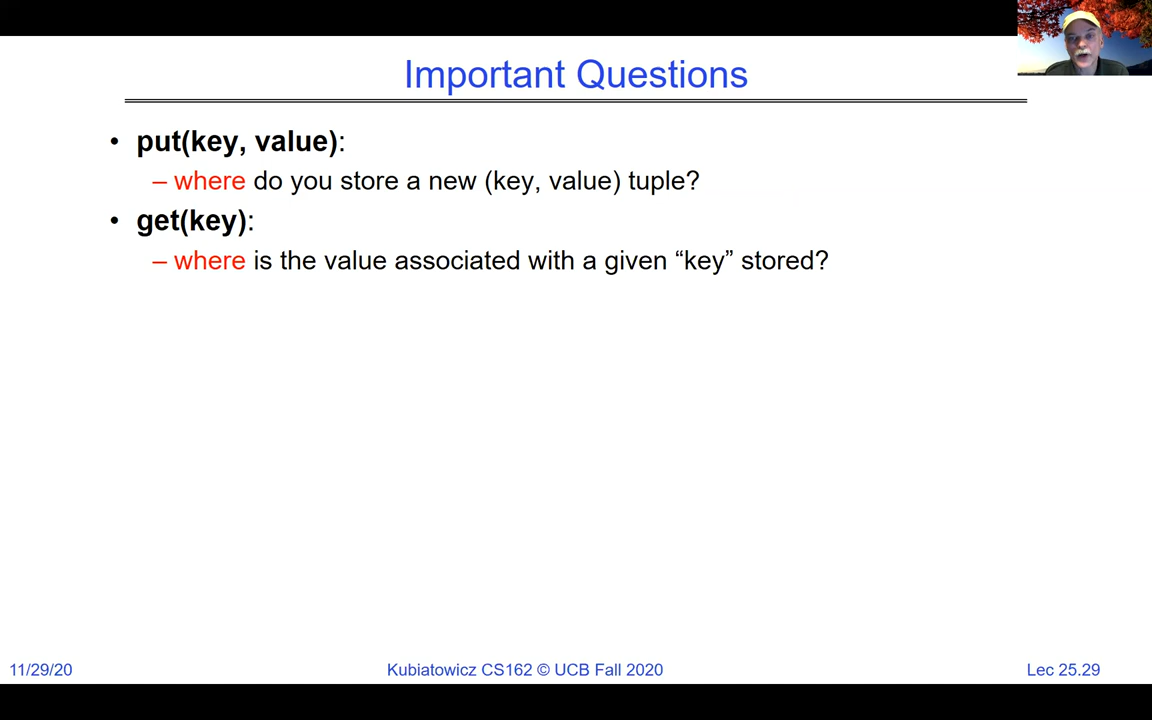 Important Questions
• put(key, value):
– where do you store a new (key, value) tuple?
• get(key):
– where is the value associated with a given “key” stored?
11/29/20
Kubiatowicz CS162 © UCB Fall 2020
Lec 25.29